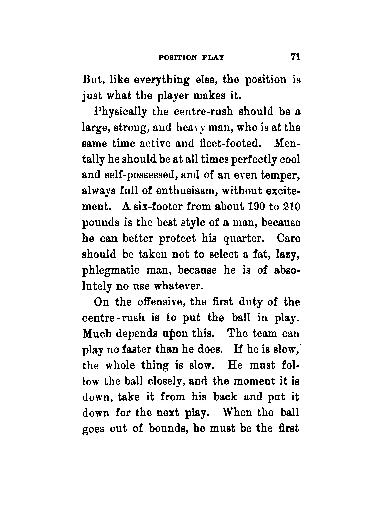 POSITION PLAY 71
But, like everything else, the position is
just what the player makes it.
Physically the centre-rush should be a
large, strong, and heavy man, who is at the
same time active and fleet-footed. Men-
tally he should be at all times perfectly cool
and self-possessed, and of an even temper,
always full of enthusiasm, without excite-
ment. A six-footer from about 190 to 210
pounds is the best style of a man, because
he can better protect his quarter. Care
should be taken not to select a fat, lazy,
phlegmatic man, because he is of abso-
lutely no use whatever.
On the offensive, the first duty of the
centre-rush is to put the ball in play.
Much depends upon this. The team can
play no faster than he does. If he is slow,
the whole thing is slow. He must fol-
low the ball closely, and the moment it is
down, take it from his back and put it
down for the next play. When the ball
goes out of bounds, he must be the first